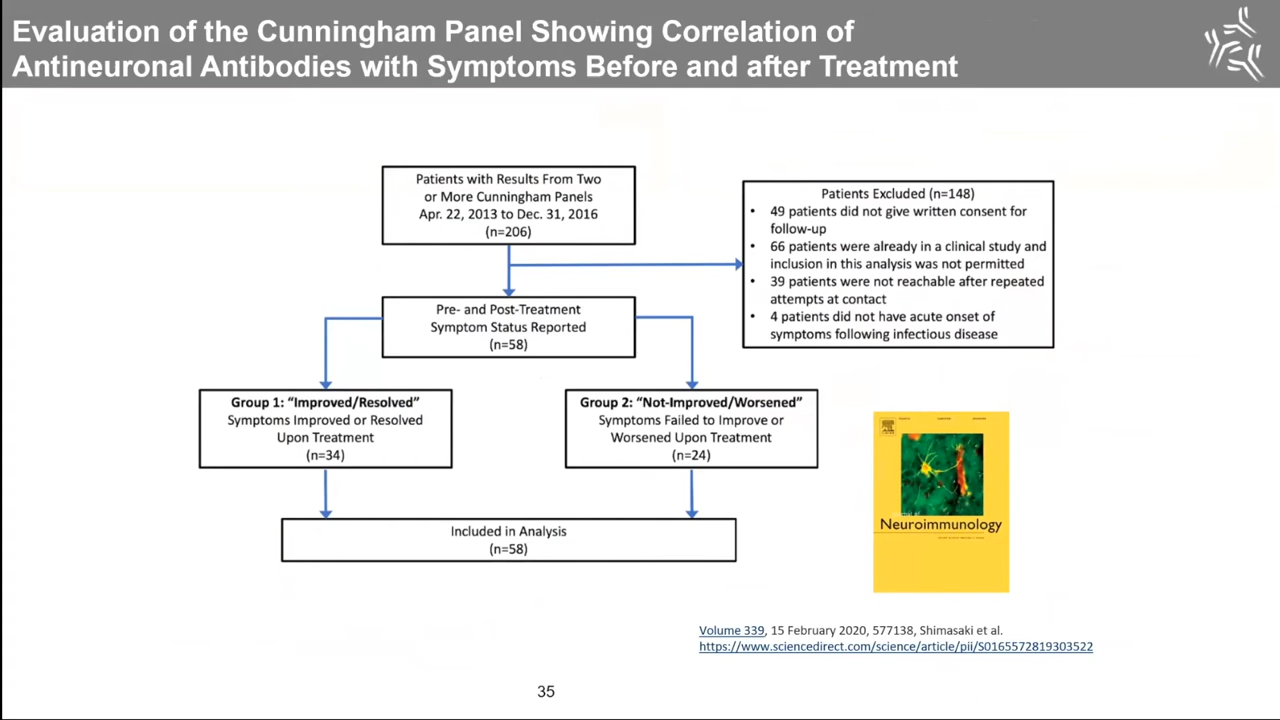 Evaluation of the Cunningham Panel Showing Correlation of
Antineuronal Antibodies with Symptoms Before and after Treatment
Patients with Results From Two
or More Cunningham Panels
Apr. 22, 2013 to Dec. 31, 2016
(n=206)
Patients Excluded (n=148)
• 49 patients did not give written consent for
follow-up
• 66 patients were already in a clinical study and
inclusion in this analysis was not permitted
• 39 patients were not reachable after repeated
attempts at contact
• 4 patients did not have acute onset of
symptoms following infectious disease
Pre- and Post-Treatment
Symptom Status Reported
(n=58)
Group 1: “Improved/Resolved”
Symptoms Improved or Resolved
Upon Treatment
(n=34)
Group 2: “Not-Improved/Worsened”
Symptoms Failed to Improve or
Worsened Upon Treatment
(n=24)
Included in Analysis
(n=58)
Journal of
Neuroimmunology
Volume 339, 15 February 2020, 577138, Shimasaki et al.
https://www.sciencedirect.com/science/article/pii/S0165572819303522
35